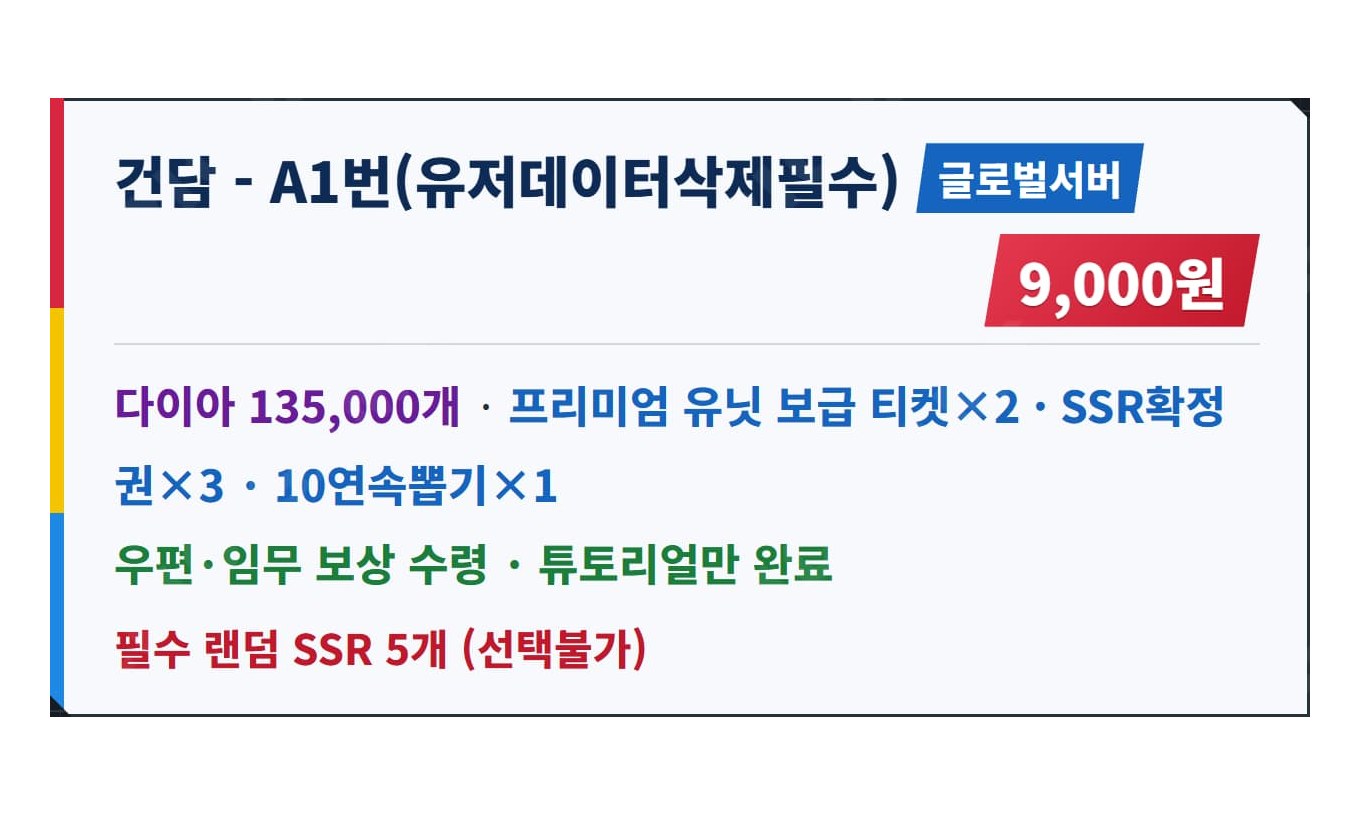 건담 - A1번(유저데이터삭제필수) 글로벌서버
9,000원
다이아 135,000개 · 프리미엄 유닛 보급 티켓×2 · SSR확정
권×3 · 10연속뽑기×1
우편·임무 보상 수령 · 튜토리얼만 완료
필수 랜덤 SSR 5개 (선택불가)